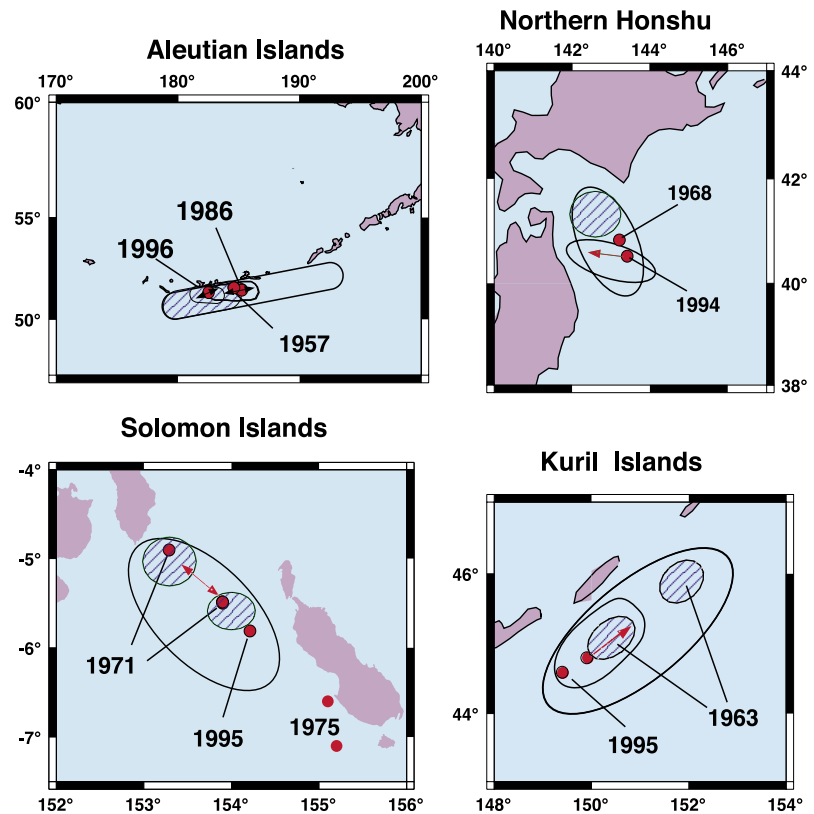 Aleutian Islands
170° 180° 190° 200°
60°
55°
50°
1986
1996
1957
Northern Honshu
140° 142° 144° 146°
44°
42°
40°
38°
1968
1994
Solomon Islands
-4°
-5°
-6°
-7°
1971
1995
1975
152° 153° 154° 155° 156°
Kuril Islands
46°
44°
1963
1995
148° 150° 152° 154°